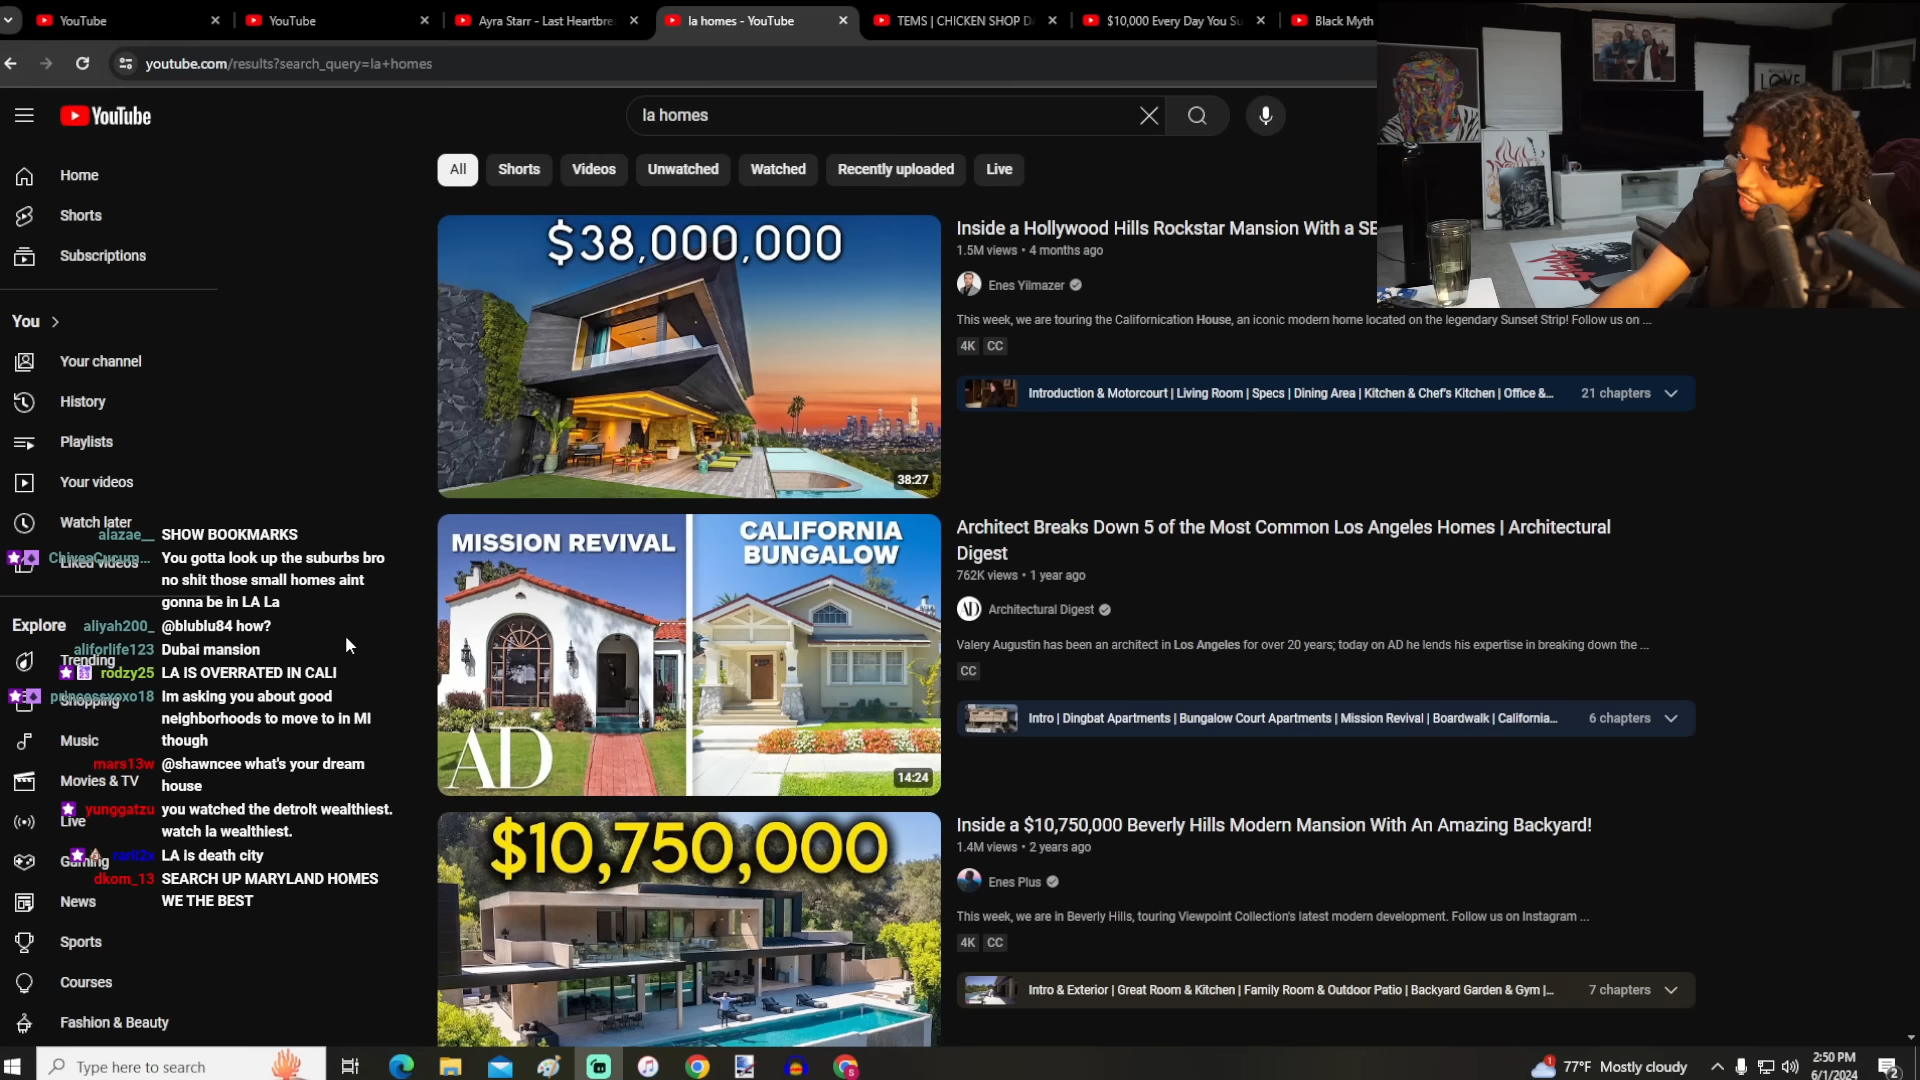 YouTube
YouTube
Ayra Starr - Last Heartbre
la homes - YouTube
TEMS | CHICKEN SHOP D
$10,000 Every Day You Su
Black Myth
youtube.com/results?search_query=la+homes
YouTube
la homes
All
Shorts
Videos
Unwatched
Watched
Recently uploaded
Live
Home
Shorts
Subscriptions
You
Your channel
History
Playlists
Your videos
Watch later
Liked videos
Explore
Trending
Shopping
Music
Movies & TV
Live
Gaming
News
Sports
Courses
Fashion & Beauty
alazae__ SHOW BOOKMARKS
ChivesCucum... You gotta look up the suburbs bro
no shit those small homes aint
gonna be in LA La
aliyah200_ @blublu84 how?
aliforlife123 Dubai mansion
rodzy25 LA IS OVERRATED IN CALI
princessxoxo18 Im asking you about good
neighborhoods to move to in MI
though
mars13w @shawncee what's your dream
house
yunggatzu you watched the detroit wealthiest.
watch la wealthiest.
LA is death city
dkom_13 SEARCH UP MARYLAND HOMES
WE THE BEST
$38,000,000
38:27
Inside a Hollywood Hills Rockstar Mansion With a SE
1.5M views • 4 months ago
Enes Yilmazer
This week, we are touring the Californication House, an iconic modern home located on the legendary Sunset Strip! Follow us on ...
4K CC
Introduction & Motorcourt | Living Room | Specs | Dining Area | Kitchen & Chef's Kitchen | Office &...
21 chapters
MISSION REVIVAL
CALIFORNIA
BUNGALOW
AD
14:24
Architect Breaks Down 5 of the Most Common Los Angeles Homes | Architectural
Digest
762K views • 1 year ago
AD Architectural Digest
Valery Augustin has been an architect in Los Angeles for over 20 years; today on AD he lends his expertise in breaking down the ...
CC
Intro | Dingbat Apartments | Bungalow Court Apartments | Mission Revival | Boardwalk | California...
6 chapters
$10,750,000
Inside a $10,750,000 Beverly Hills Modern Mansion With An Amazing Backyard!
1.4M views • 2 years ago
Enes Plus
This week, we are in Beverly Hills, touring Viewpoint Collection's latest modern development. Follow us on Instagram ...
4K CC
Intro & Exterior | Great Room & Kitchen | Family Room & Outdoor Patio | Backyard Garden & Gym |...
7 chapters
LOVE
Type here to search
77°F Mostly cloudy
2:50 PM
6/1/2024